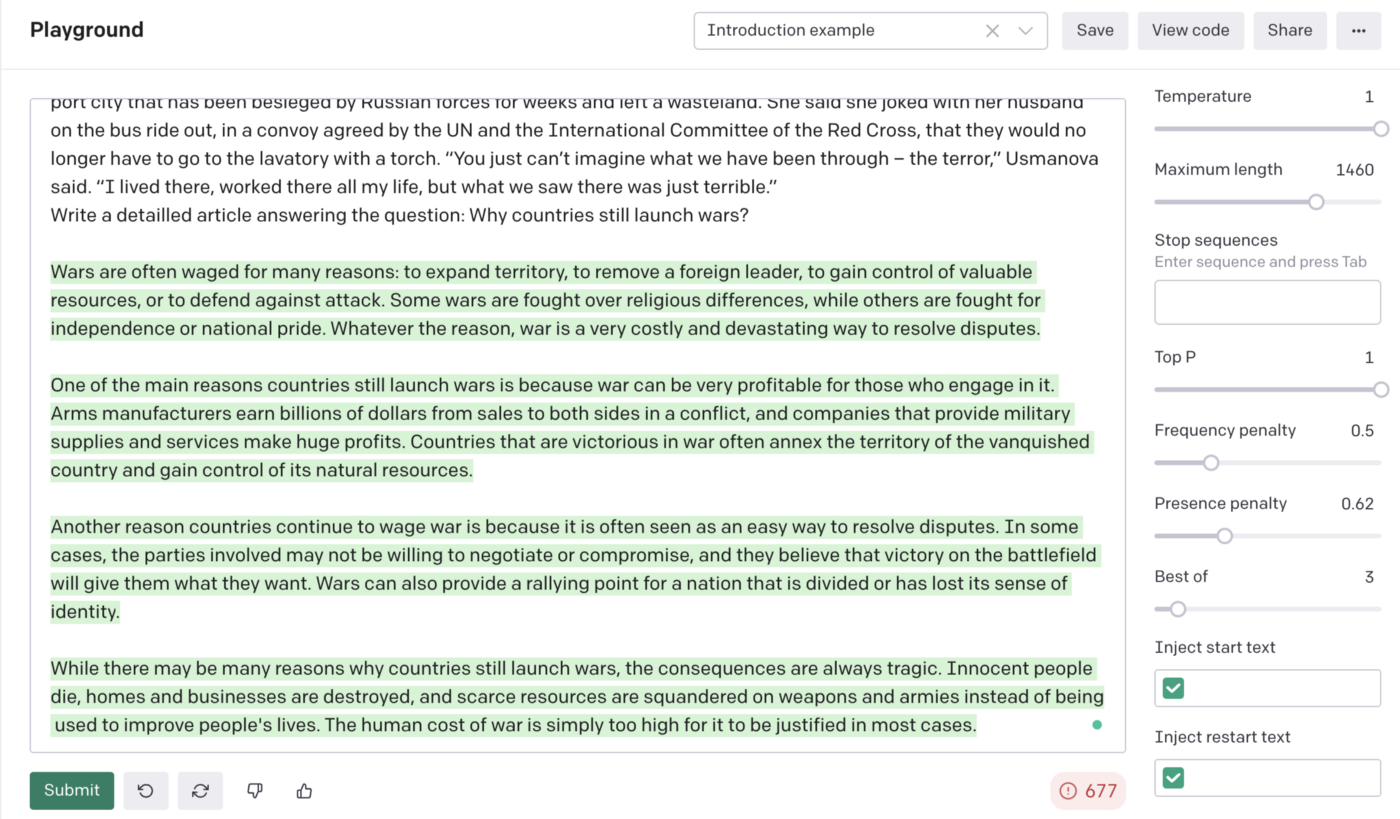 Playground
Introduction example
Save
View code
Share
port city that has been besieged by Russian forces for weeks and left a wasteland. She said she joked with her husband
on the bus ride out, in a convoy agreed by the UN and the International Committee of the Red Cross, that they would no
longer have to go to the lavatory with a torch. “You just can’t imagine what we have been through – the terror,” Usmanova
said. “I lived there, worked there all my life, but what we saw there was just terrible.”
Write a detailled article answering the question: Why countries still launch wars?
Wars are often waged for many reasons: to expand territory, to remove a foreign leader, to gain control of valuable
resources, or to defend against attack. Some wars are fought over religious differences, while others are fought for
independence or national pride. Whatever the reason, war is a very costly and devastating way to resolve disputes.
One of the main reasons countries still launch wars is because war can be very profitable for those who engage in it.
Arms manufacturers earn billions of dollars from sales to both sides in a conflict, and companies that provide military
supplies and services make huge profits. Countries that are victorious in war often annex the territory of the vanquished
country and gain control of its natural resources.
Another reason countries continue to wage war is because it is often seen as an easy way to resolve disputes. In some
cases, the parties involved may not be willing to negotiate or compromise, and they believe that victory on the battlefield
will give them what they want. Wars can also provide a rallying point for a nation that is divided or has lost its sense of
identity.
While there may be many reasons why countries still launch wars, the consequences are always tragic. Innocent people
die, homes and businesses are destroyed, and scarce resources are squandered on weapons and armies instead of being
used to improve people's lives. The human cost of war is simply too high for it to be justified in most cases.
Submit
677
Temperature 1
Maximum length 1460
Stop sequences
Enter sequence and press Tab
Top P 1
Frequency penalty 0.5
Presence penalty 0.62
Best of 3
Inject start text
Inject restart text